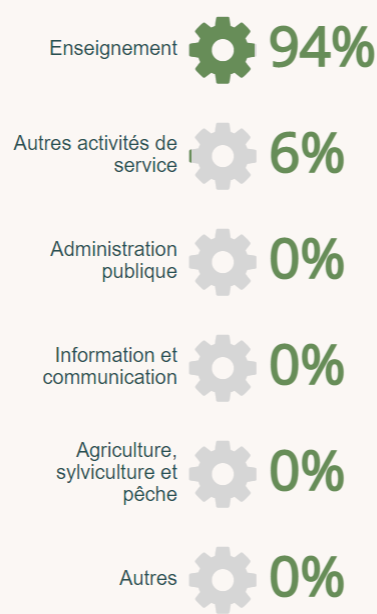 Enseignement 94%
Autres activités de
service 6%
Administration
publique 0%
Information et
communication 0%
Agriculture,
sylviculture et
pêche 0%
Autres 0%